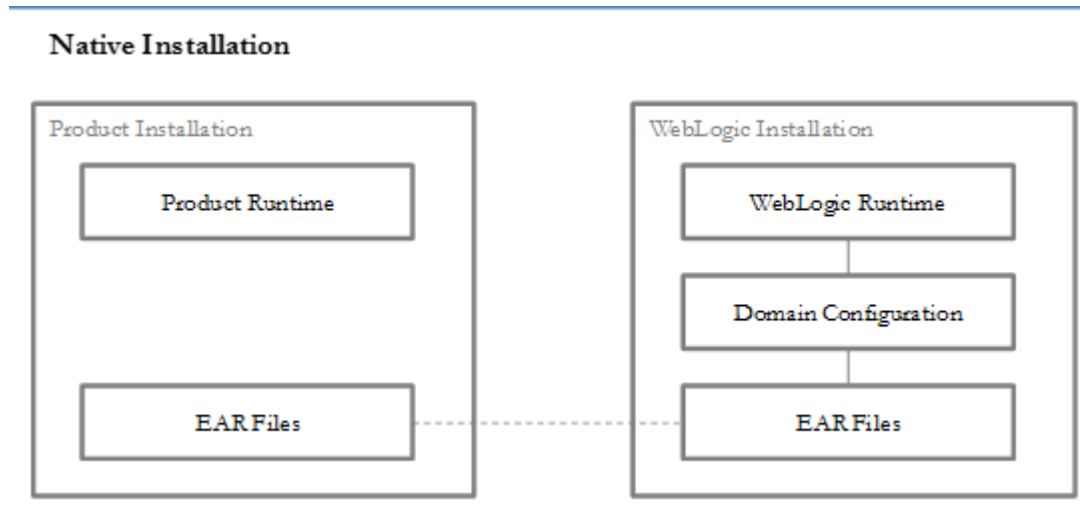 Native Installation
Product Installation
Product Runtime
EAR Files
WebLogic Installation
WebLogic Runtime
Domain Configuration
EAR Files